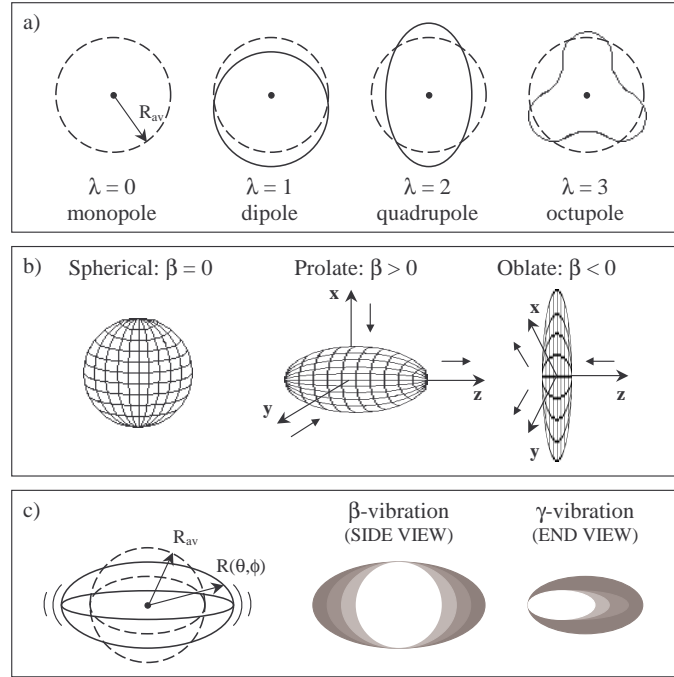 a)
R_av
λ = 0 λ = 1 λ = 2 λ = 3
monopole dipole quadrupole octupole
b) Spherical: β = 0 Prolate: β > 0 Oblate: β < 0
x
x
z
z
y
y
c)
β-vibration γ-vibration
(SIDE VIEW) (END VIEW)
R_av
R(θ,ϕ)